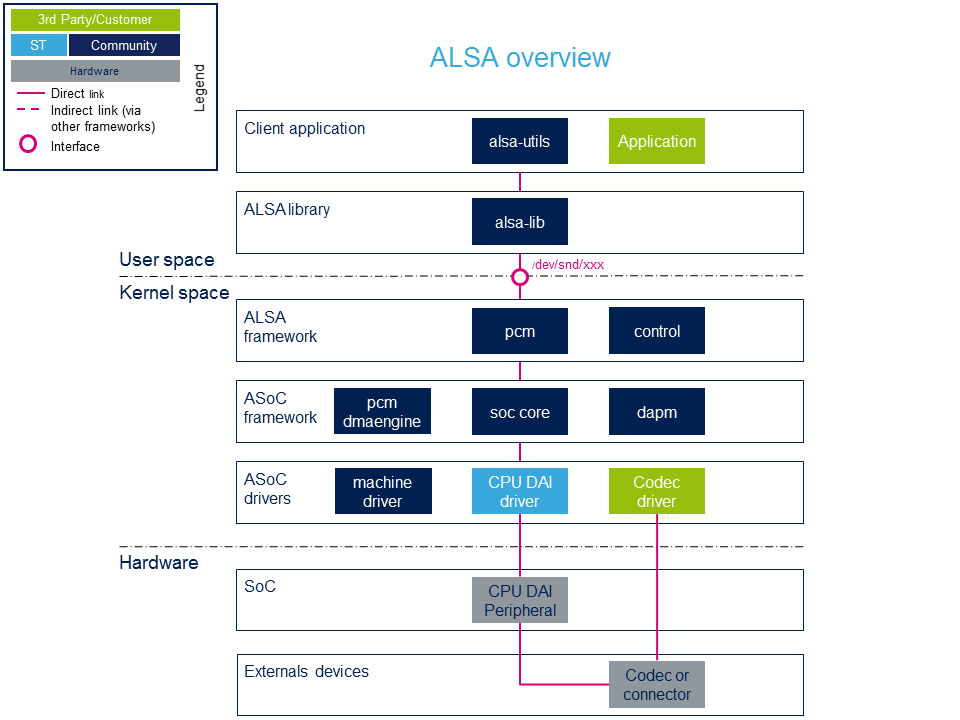 3rd Party/Customer
ST
Community
Hardware
Direct link
Indirect link (via
other frameworks)
Interface
Legend
ALSA overview
Client application
alsa-utils
Application
ALSA library
alsa-lib
User space
/dev/snd/xxx
Kernel space
ALSA
framework
pcm
control
ASoC
framework
pcm
dmaengine
soc core
dapm
ASoC
drivers
machine
driver
CPU DAI
driver
Codec
driver
Hardware
SoC
CPU DAI
Peripheral
Externals devices
Codec or
connector